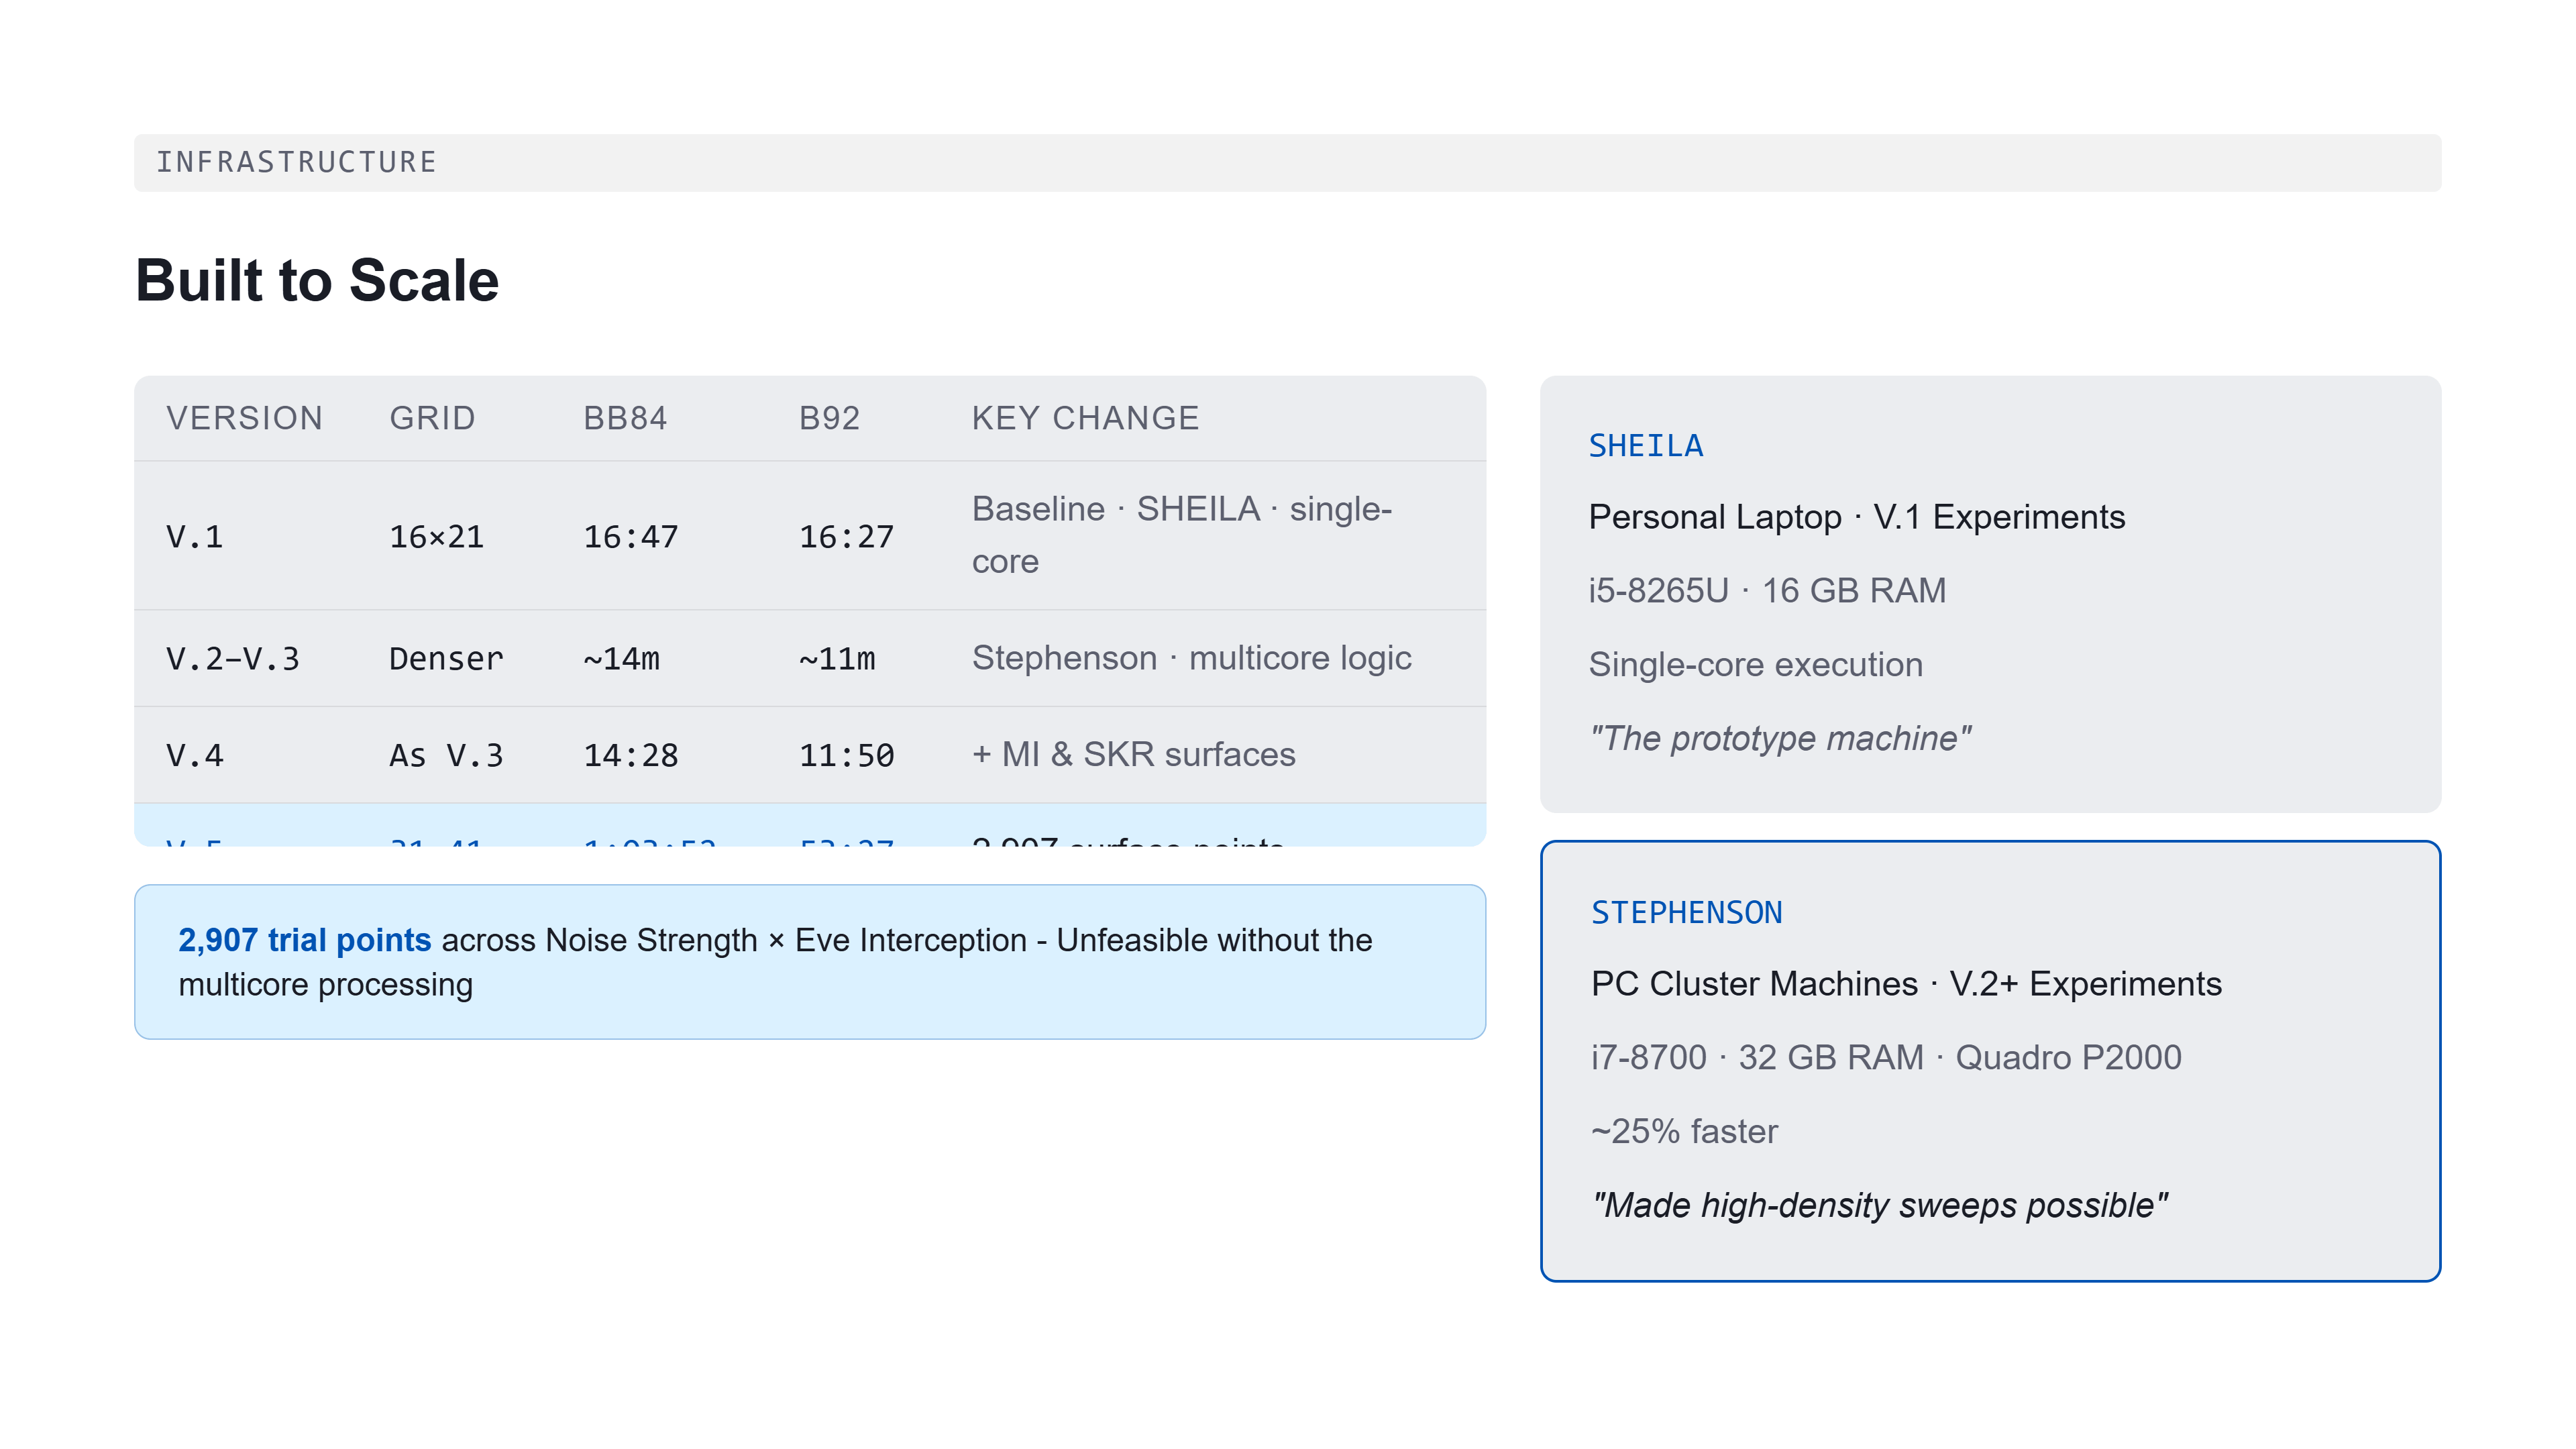 INFRASTRUCTURE
Built to Scale
VERSION GRID BB84 B92 KEY CHANGE
V.1 16×21 16:47 16:27 Baseline · SHEILA · single-
core
V.2–V.3 Denser ~14m ~11m Stephenson · multicore logic
V.4 As V.3 14:28 11:50 + MI & SKR surfaces
2,907 surface points
2,907 trial points across Noise Strength × Eve Interception - Unfeasible without the
multicore processing
SHEILA
Personal Laptop · V.1 Experiments
i5-8265U · 16 GB RAM
Single-core execution
"The prototype machine"
STEPHENSON
PC Cluster Machines · V.2+ Experiments
i7-8700 · 32 GB RAM · Quadro P2000
~25% faster
"Made high-density sweeps possible"